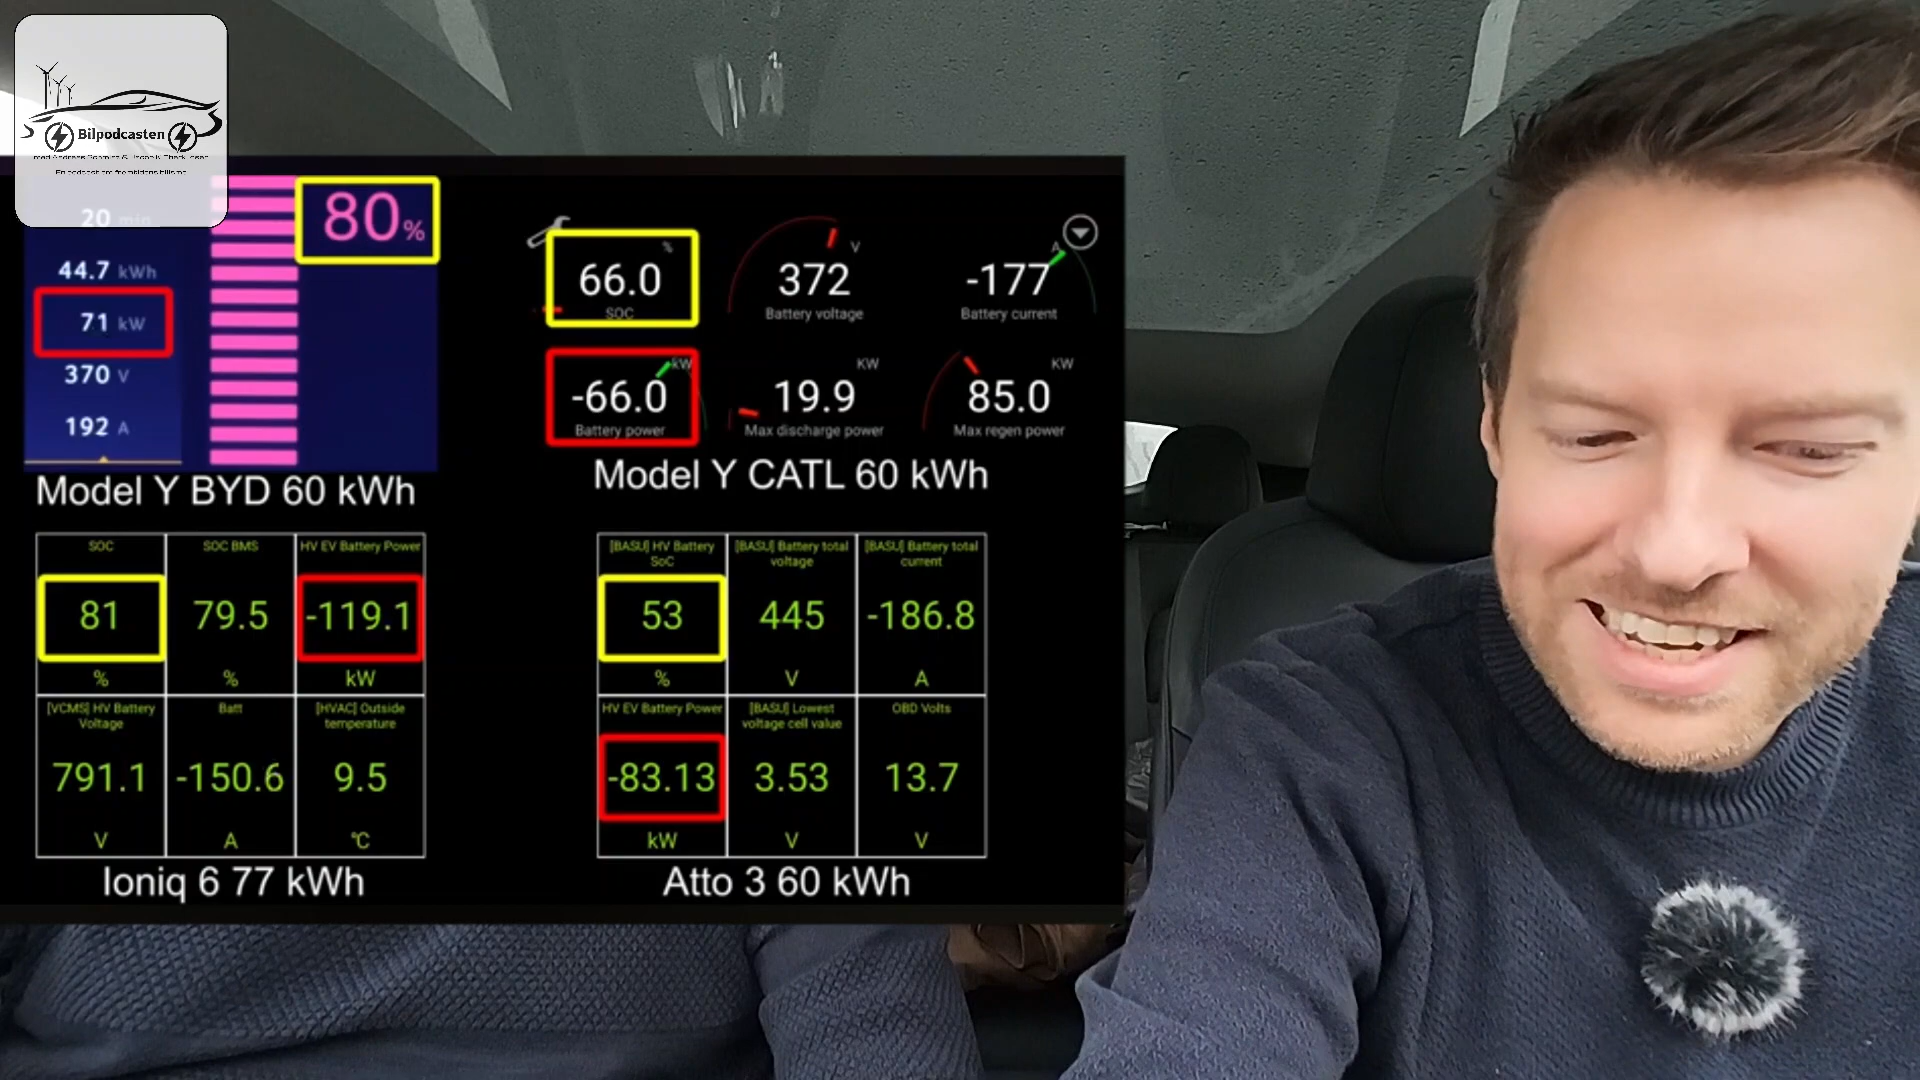 Bilpodcasten
80%
20 min
44.7 kWh
71 kW
370 V
192 A
Model Y BYD 60 kWh
% V A
66.0 372 -177
SOC Battery voltage Battery current
kW KW KW
-66.0 19.9 85.0
Battery power Max discharge power Max regen power
Model Y CATL 60 kWh
SOC SOC BMS HV EV Battery Power
81 79.5 -119.1
% % kW
[VCMS] HV Battery Voltage Batt [HVAC] Outside temperature
791.1 -150.6 9.5
V A °C
Ioniq 6 77 kWh
[BASU] HV Battery SoC [BASU] Battery total voltage [BASU] Battery total current
53 445 -186.8
% V A
HV EV Battery Power [BASU] Lowest voltage cell value OBD Volts
-83.13 3.53 13.7
kW V V
Atto 3 60 kWh